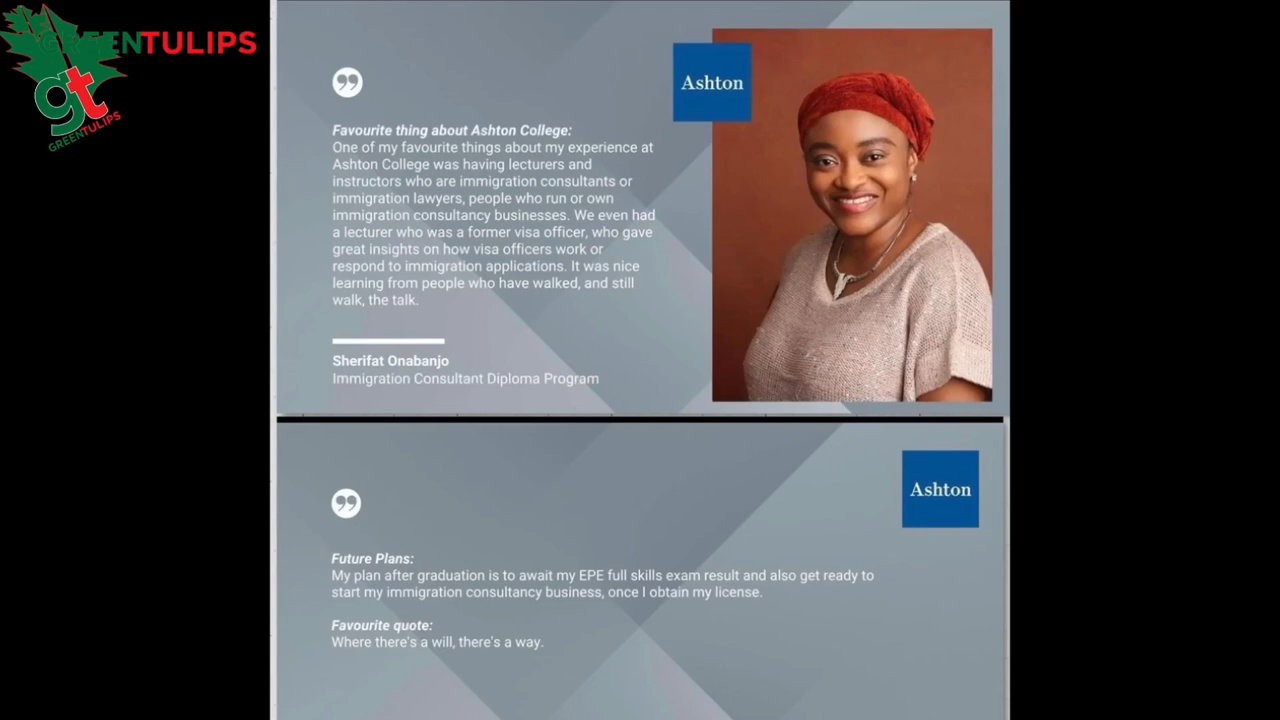 GREENTULIPS
gt
GREENTULIPS
Ashton
Favourite thing about Ashton College:
One of my favourite things about my experience at
Ashton College was having lecturers and
instructors who are immigration consultants or
immigration lawyers, people who run or own
immigration consultancy businesses. We even had
a lecturer who was a former visa officer, who gave
great insights on how visa officers work or
respond to immigration applications. It was nice
learning from people who have walked, and still
walk, the talk.
Sherifat Onabanjo
Immigration Consultant Diploma Program
Ashton
Future Plans:
My plan after graduation is to await my EPE full skills exam result and also get ready to
start my immigration consultancy business, once I obtain my license.
Favourite quote:
Where there's a will, there's a way.